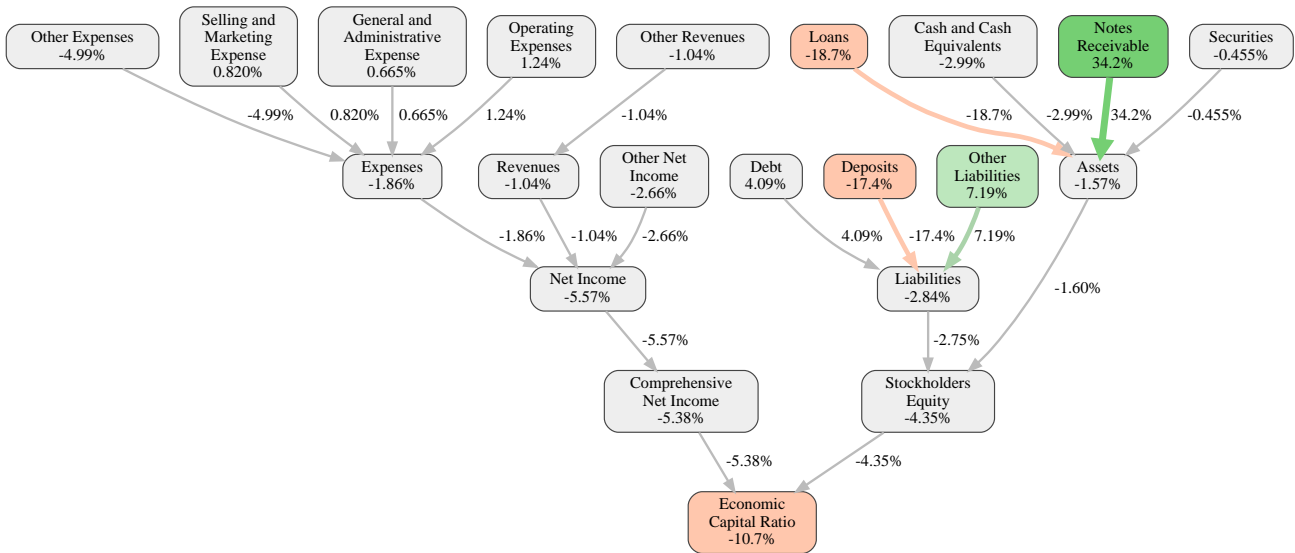 Other Expenses
-4.99%
Selling and
Marketing
Expense
0.820%
General and
Administrative
Expense
0.665%
Operating
Expenses
1.24%
Other Revenues
-1.04%
Loans
-18.7%
Cash and Cash
Equivalents
-2.99%
Notes
Receivable
34.2%
Securities
-0.455%
-4.99%
0.820%
0.665%
1.24%
-1.04%
-18.7%
-2.99%
34.2%
-0.455%
Expenses
-1.86%
Revenues
-1.04%
Other Net
Income
-2.66%
Debt
4.09%
Deposits
-17.4%
Other
Liabilities
7.19%
Assets
-1.57%
-1.86%
-1.04%
-2.66%
4.09%
-17.4%
7.19%
Net Income
-5.57%
Liabilities
-2.84%
-1.60%
-5.57%
-2.75%
Comprehensive
Net Income
-5.38%
Stockholders
Equity
-4.35%
-5.38%
-4.35%
Economic
Capital Ratio
-10.7%